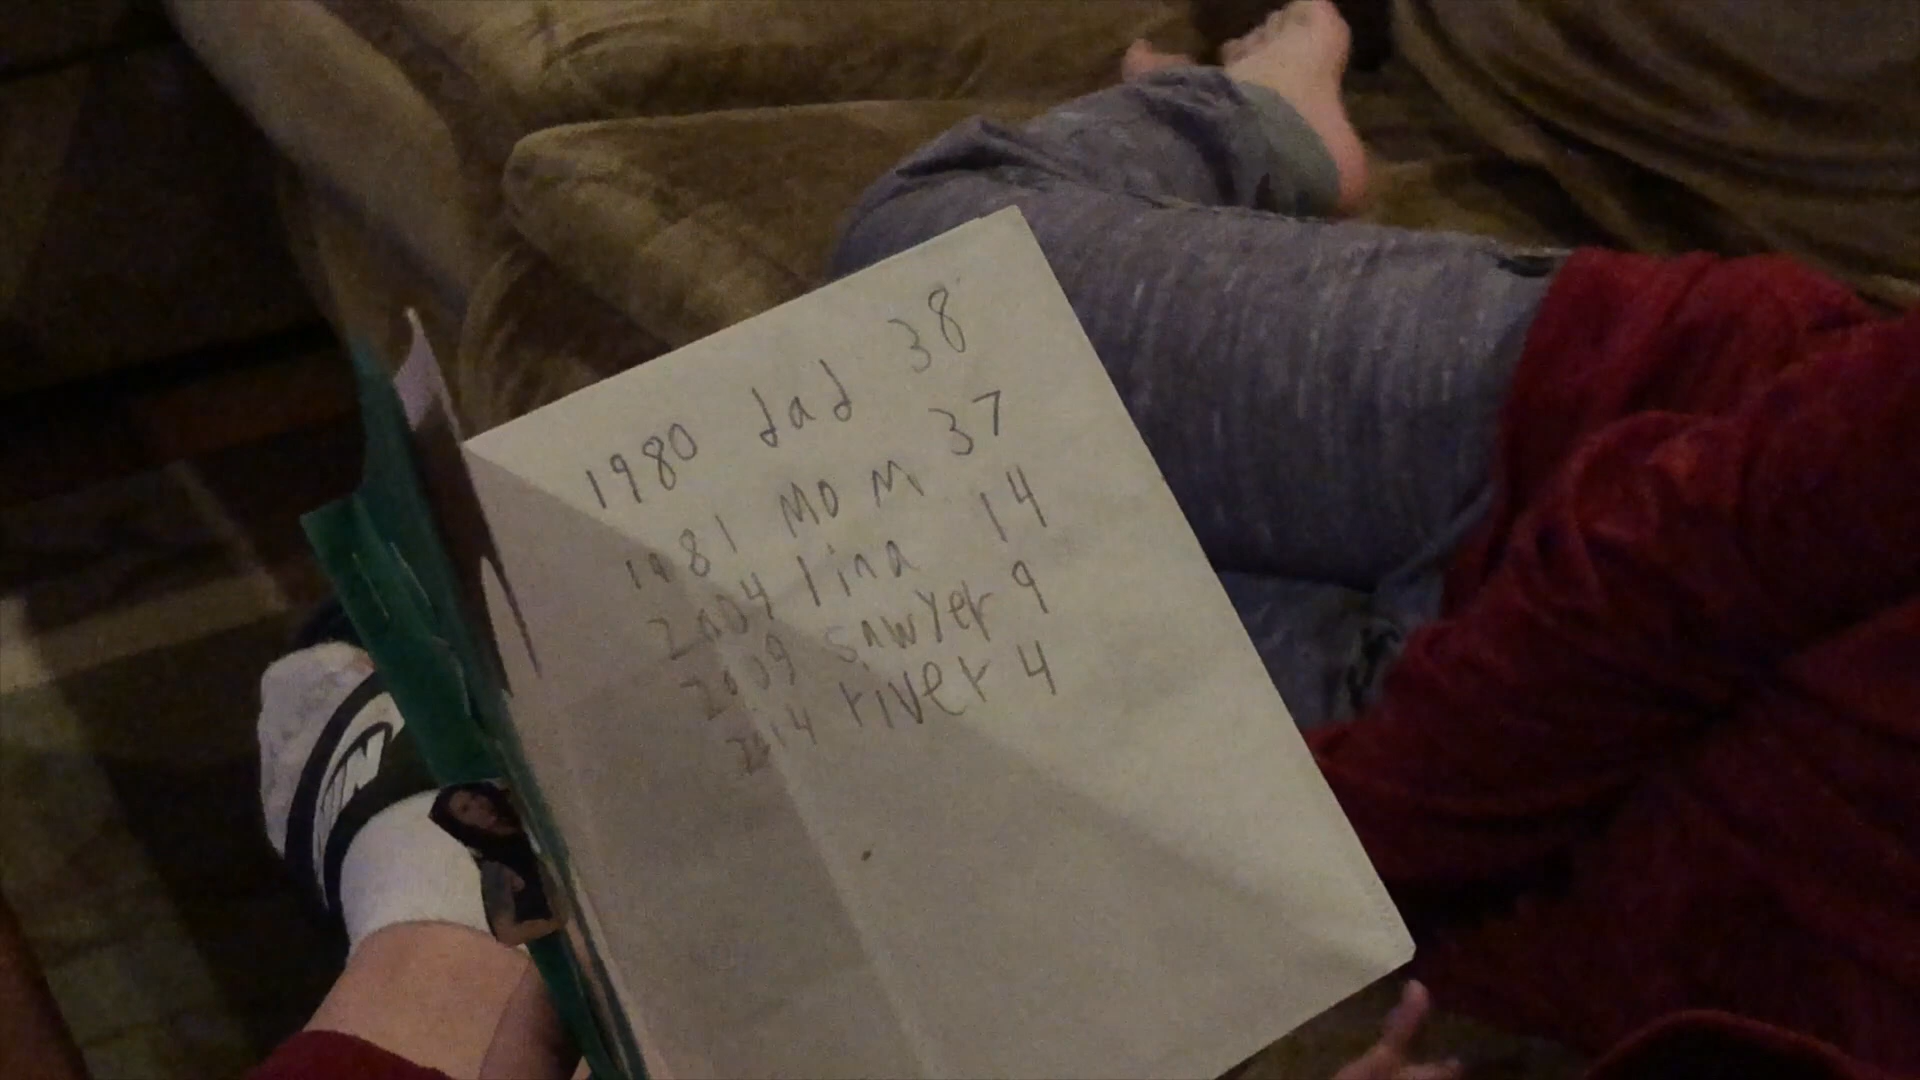 1980 dad 38
1981 MOM 37
2004 lina 14
2009 sawyer 9
2014 river 4